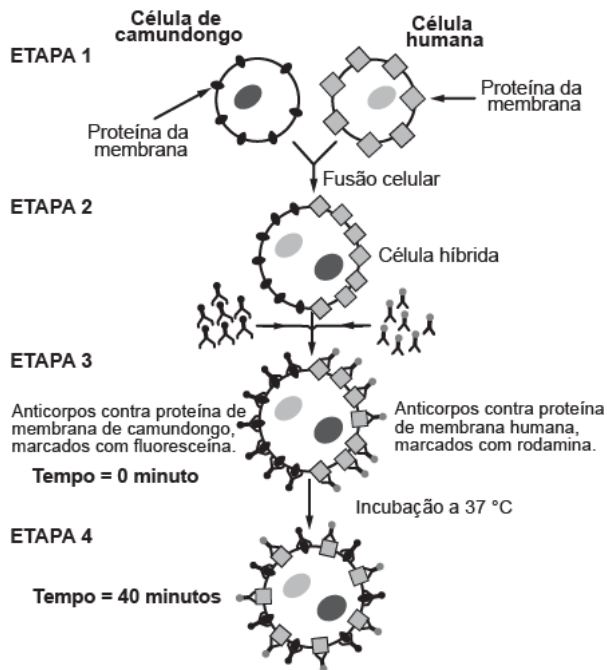 Célula de
camundongo
Célula
humana
ETAPA 1
Proteína da
membrana
Proteína da
membrana
Fusão celular
ETAPA 2
Célula híbrida
ETAPA 3
Anticorpos contra proteína de
membrana de camundongo,
marcados com fluoresceína.
Anticorpos contra proteína
de membrana humana,
marcados com rodamina.
Tempo = 0 minuto
Incubação a 37 °C
ETAPA 4
Tempo = 40 minutos